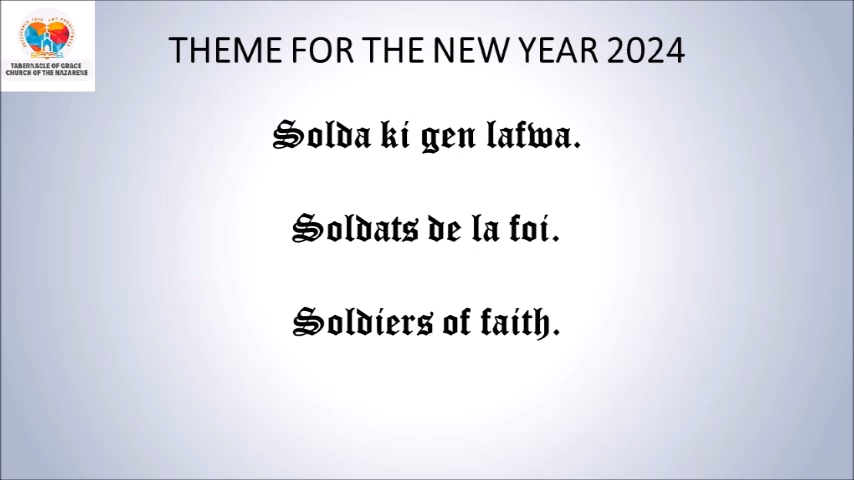 TABERNACLE OF GRACE
CHURCH OF THE NAZARENE
THEME FOR THE NEW YEAR 2024
Solda ki gen lafwa.
Soldats de la foi.
Soldiers of faith.